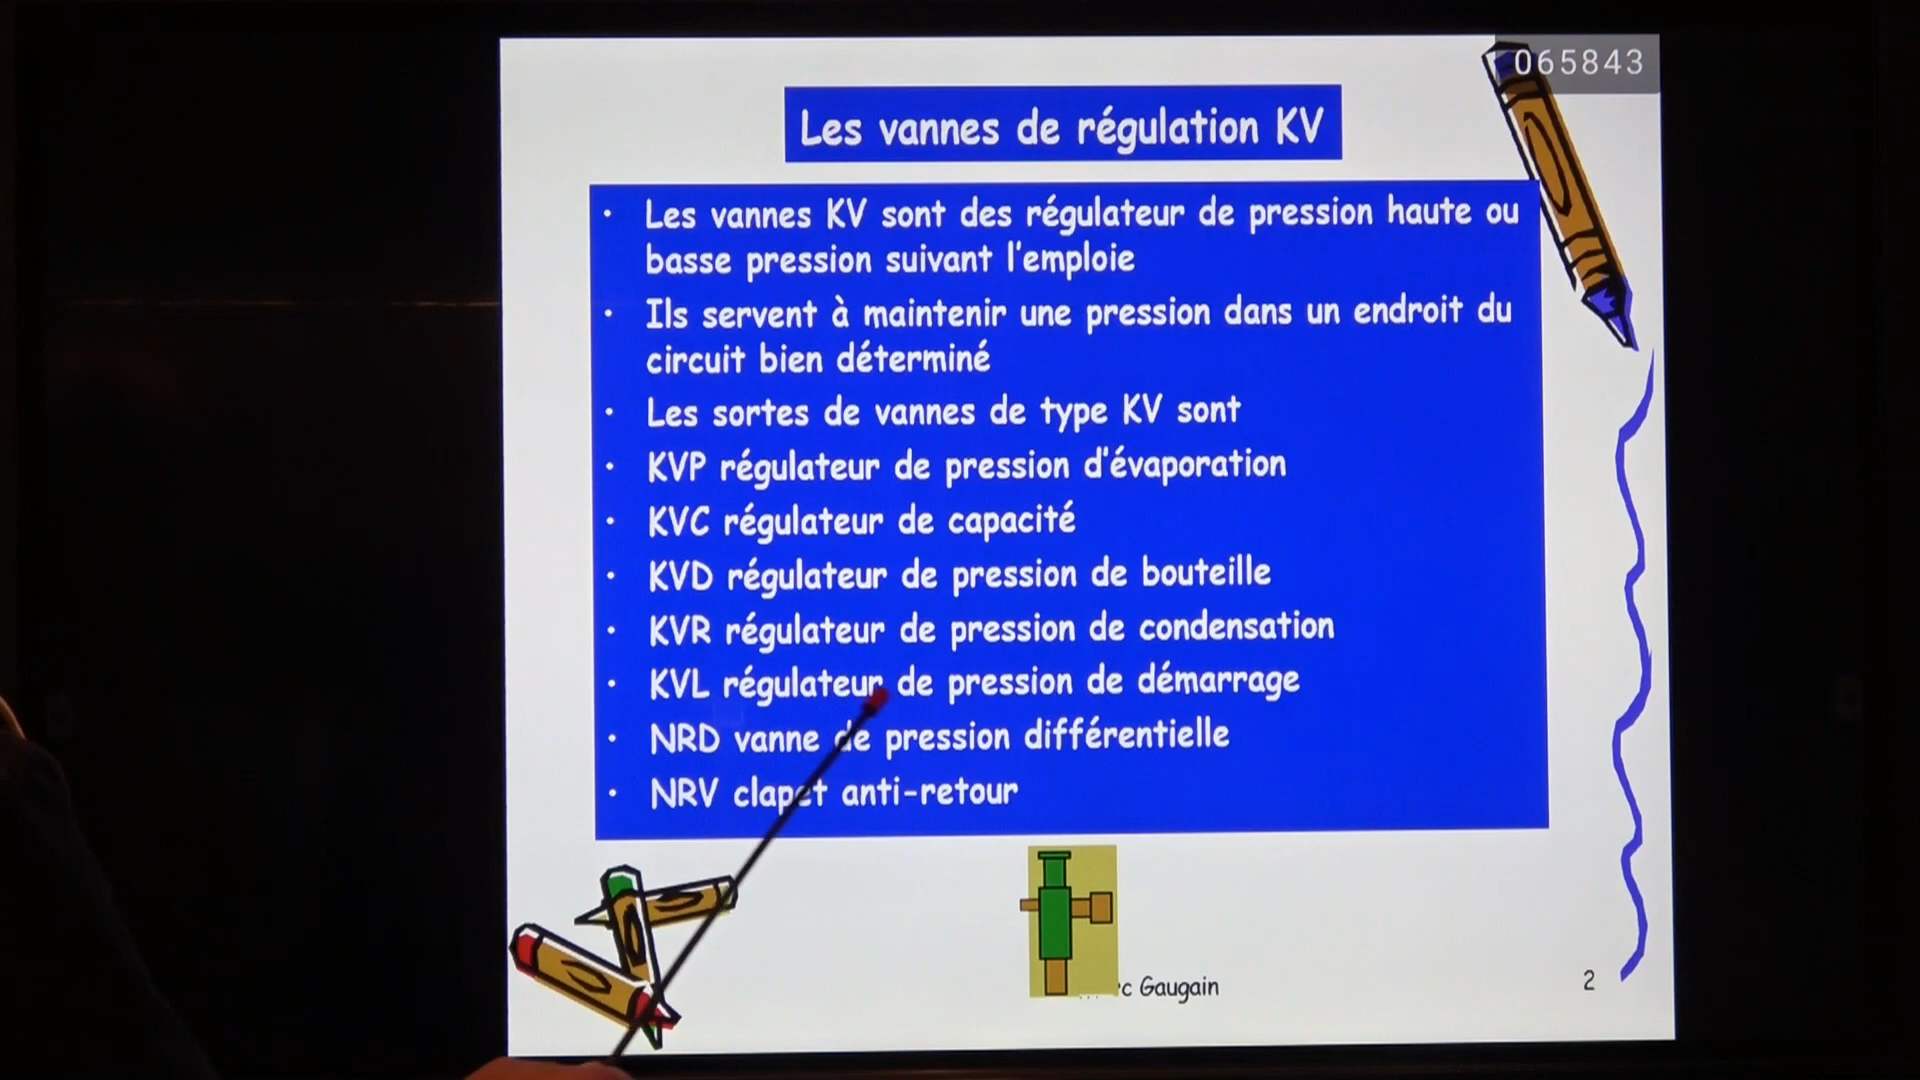 065843
Les vannes de régulation KV
• Les vannes KV sont des régulateur de pression haute ou
basse pression suivant l'emploie
• Ils servent à maintenir une pression dans un endroit du
circuit bien déterminé
• Les sortes de vannes de type KV sont
• KVP régulateur de pression d'évaporation
• KVC régulateur de capacité
• KVD régulateur de pression de bouteille
• KVR régulateur de pression de condensation
• KVL régulateur de pression de démarrage
• NRD vanne de pression différentielle
• NRV clapet anti-retour
Gaugain
2